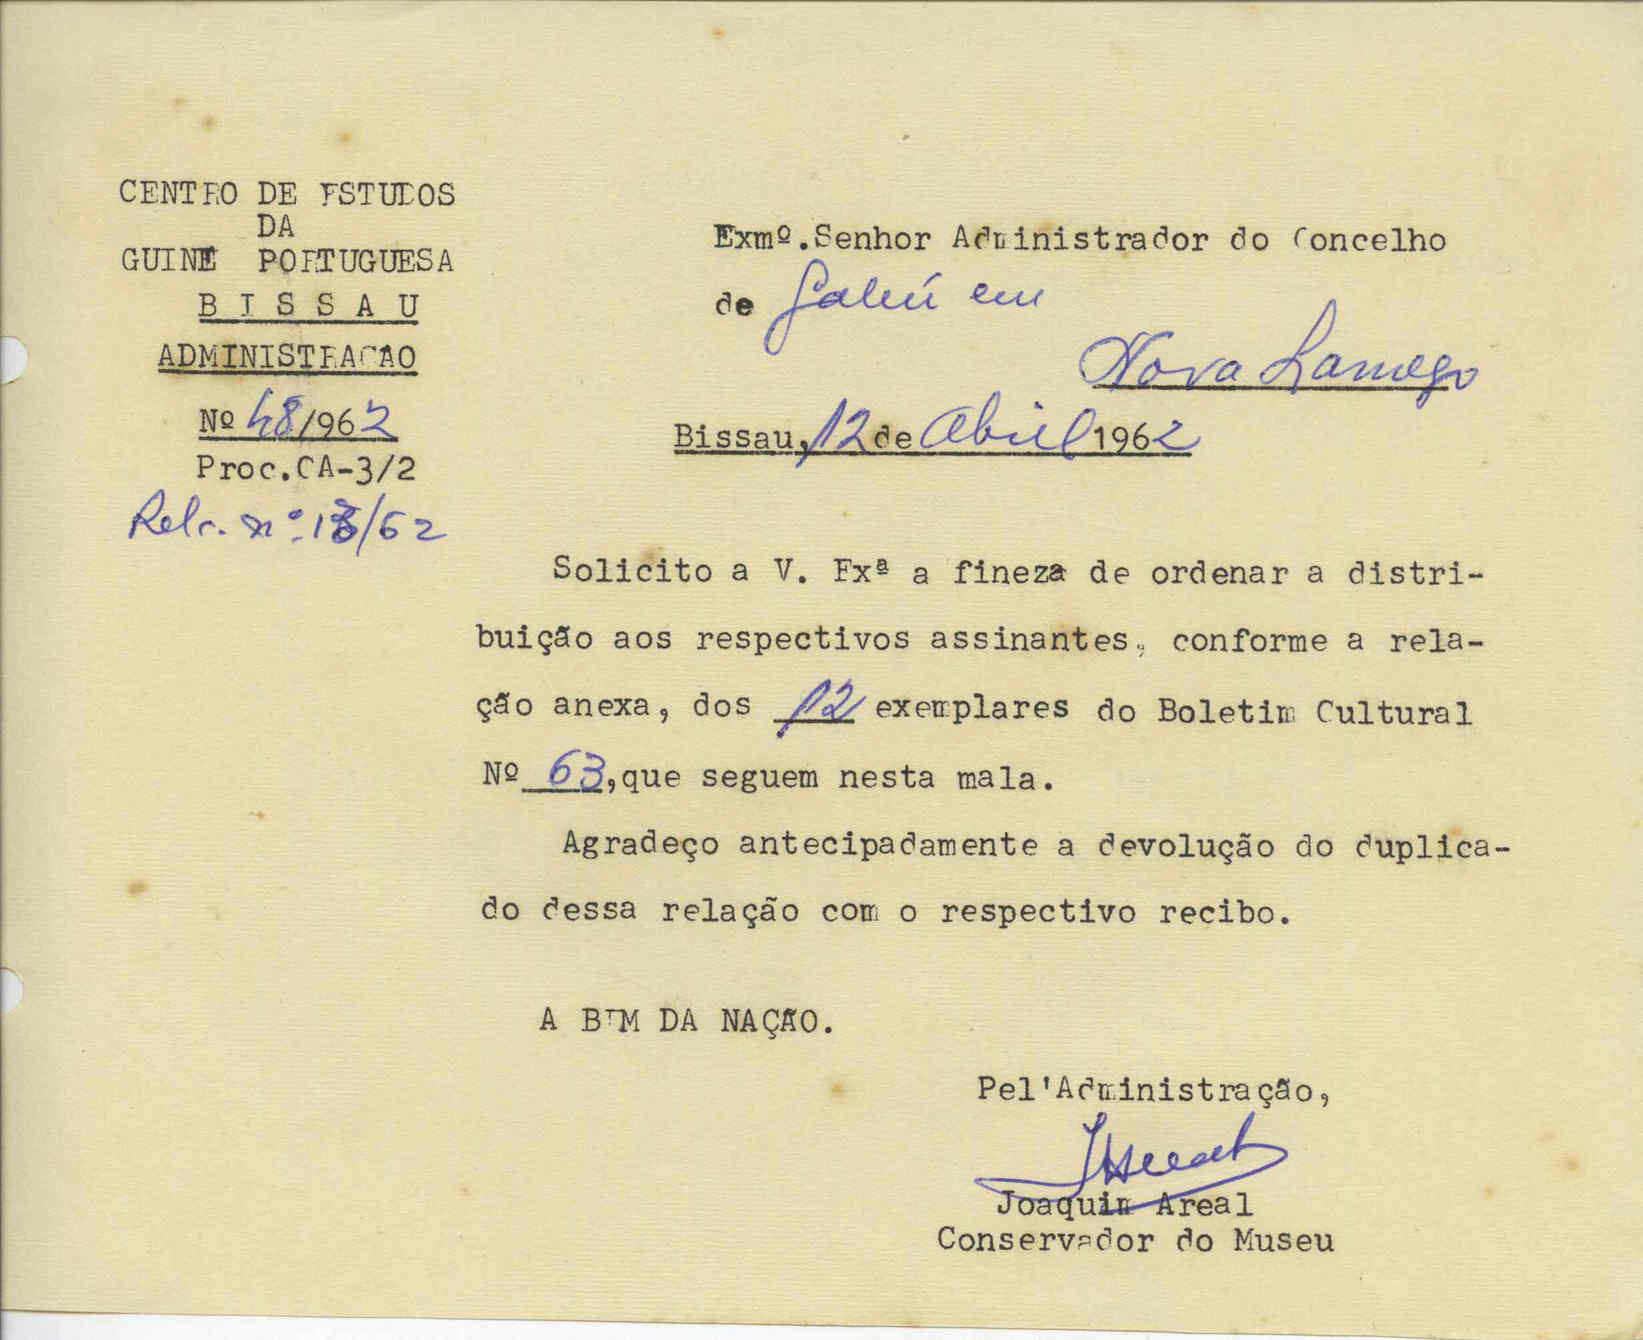 CENTRO DE ESTUDOS
DA
GUINÉ PORTUGUESA
B I S S A U
ADMINISTRAÇÃO
Nº 48/962
Proc.CA-3/2
Relc. nº 13/62
Exmº.Senhor Administrador do Concelho
de Gabú em
Nova Lamego
Bissau, 12 de Abril 1962
Solicito a V. Exª a fineza de ordenar a distri-
buição aos respectivos assinantes, conforme a rela-
ção anexa, dos 12 exemplares do Boletim Cultural
Nº 63,que seguem nesta mala.
Agradeço antecipadamente a devolução do duplica-
do dessa relação com o respectivo recibo.
A BEM DA NAÇÃO.
Pel'Administração,
Joaquim Areal
Conservador do Museu